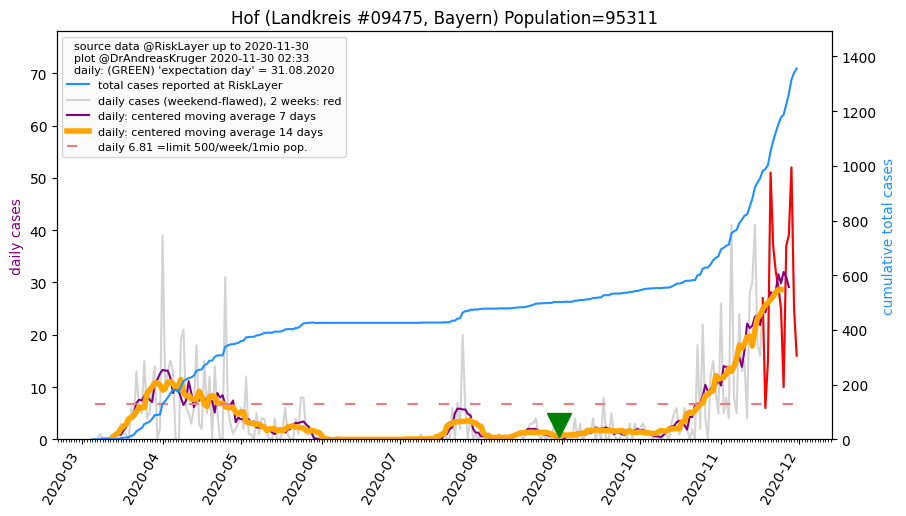 Hof (Landkreis #09475, Bayern) Population=95311
source data @RiskLayer up to 2020-11-30
plot @DrAndreasKruger 2020-11-30 02:33
daily: (GREEN) 'expectation day' = 31.08.2020
total cases reported at RiskLayer
daily cases (weekend-flawed), 2 weeks: red
daily: centered moving average 7 days
daily: centered moving average 14 days
daily 6.81 =limit 500/week/1mio pop.
daily cases
70
60
50
40
30
20
10
0
cumulative total cases
1400
1200
1000
800
600
400
200
0
2020-03
2020-04
2020-05
2020-06
2020-07
2020-08
2020-09
2020-10
2020-11
2020-12